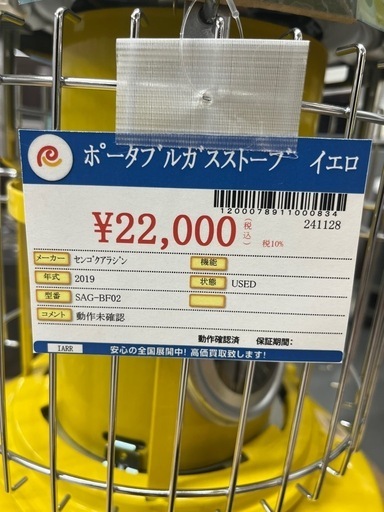 ポータブルガスストーブ イエロ
1200078911000834
¥22,000 (税込) 税10%
241128
メーカー センゴクアラジン 機能
年式 2019 状態 USED
型番 SAG-BF02
コメント 動作未確認
動作確認済 保証期間:
IARR 安心の全国展開中!高価買取致します!